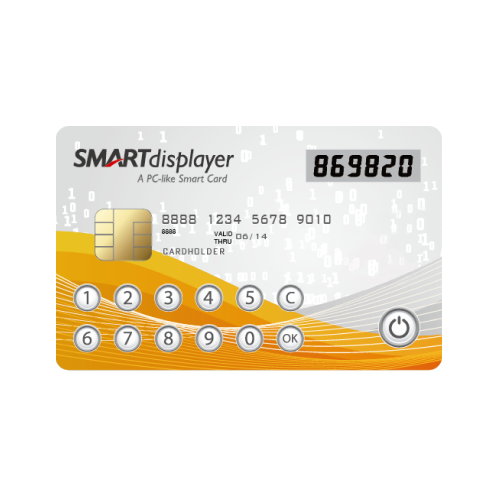 SMARTdisplayer
A PC-like Smart Card
869820
8888 1234 5678 9010
8888
VALID THRU 06/14
CARDHOLDER
1 2 3 4 5 C
6 7 8 9 0 OK